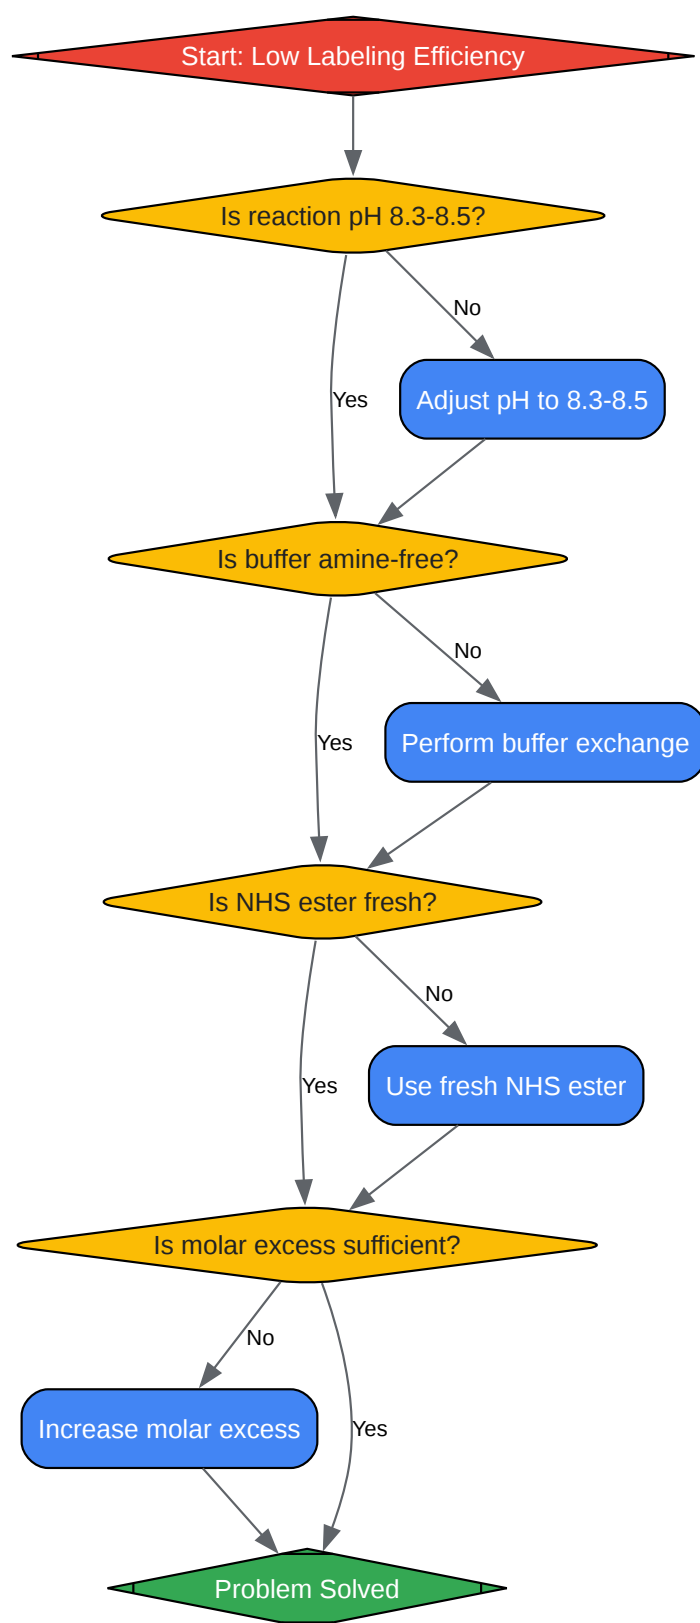 Start: Low Labeling Efficiency
Is reaction pH 8.3-8.5?
No
Yes
Adjust pH to 8.3-8.5
Is buffer amine-free?
No
Yes
Perform buffer exchange
Is NHS ester fresh?
No
Yes
Use fresh NHS ester
Is molar excess sufficient?
No
Increase molar excess
Yes
Problem Solved